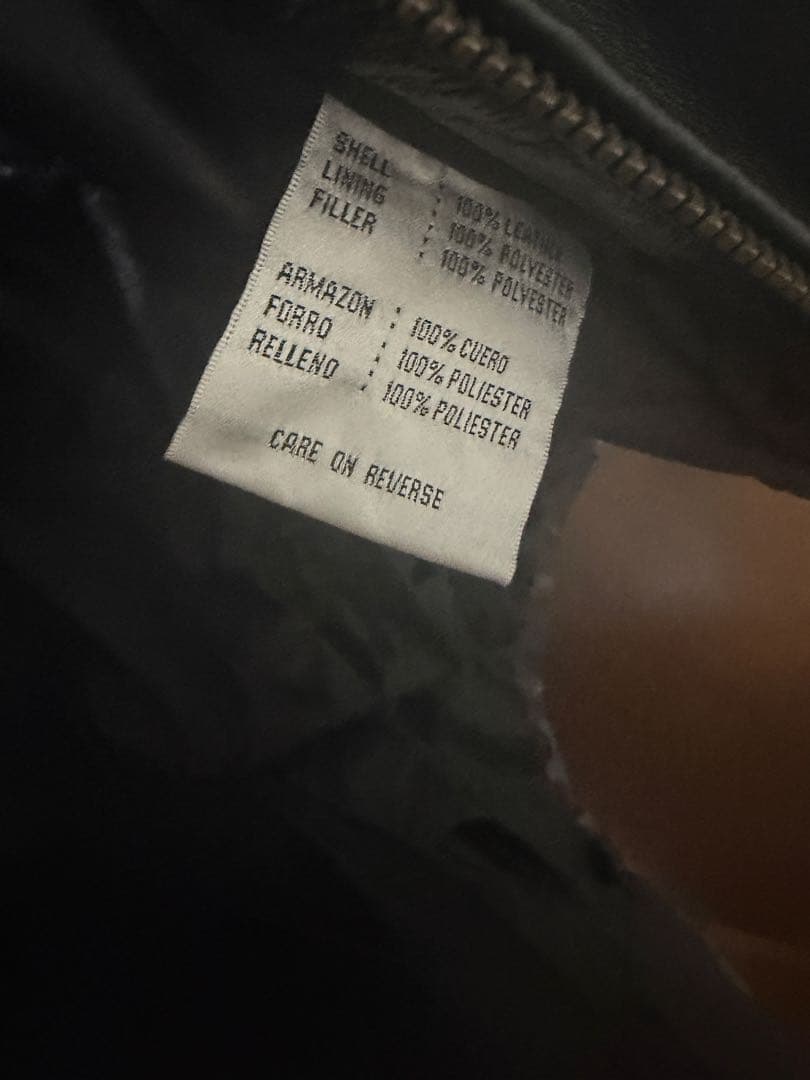 SHELL : 100% LEATHER
LINING : 100% POLYESTER
FILLER : 100% POLYESTER
ARMAZON : 100% CUERO
FORRO : 100% POLIESTER
RELLENO : 100% POLIESTER
CARE ON REVERSE